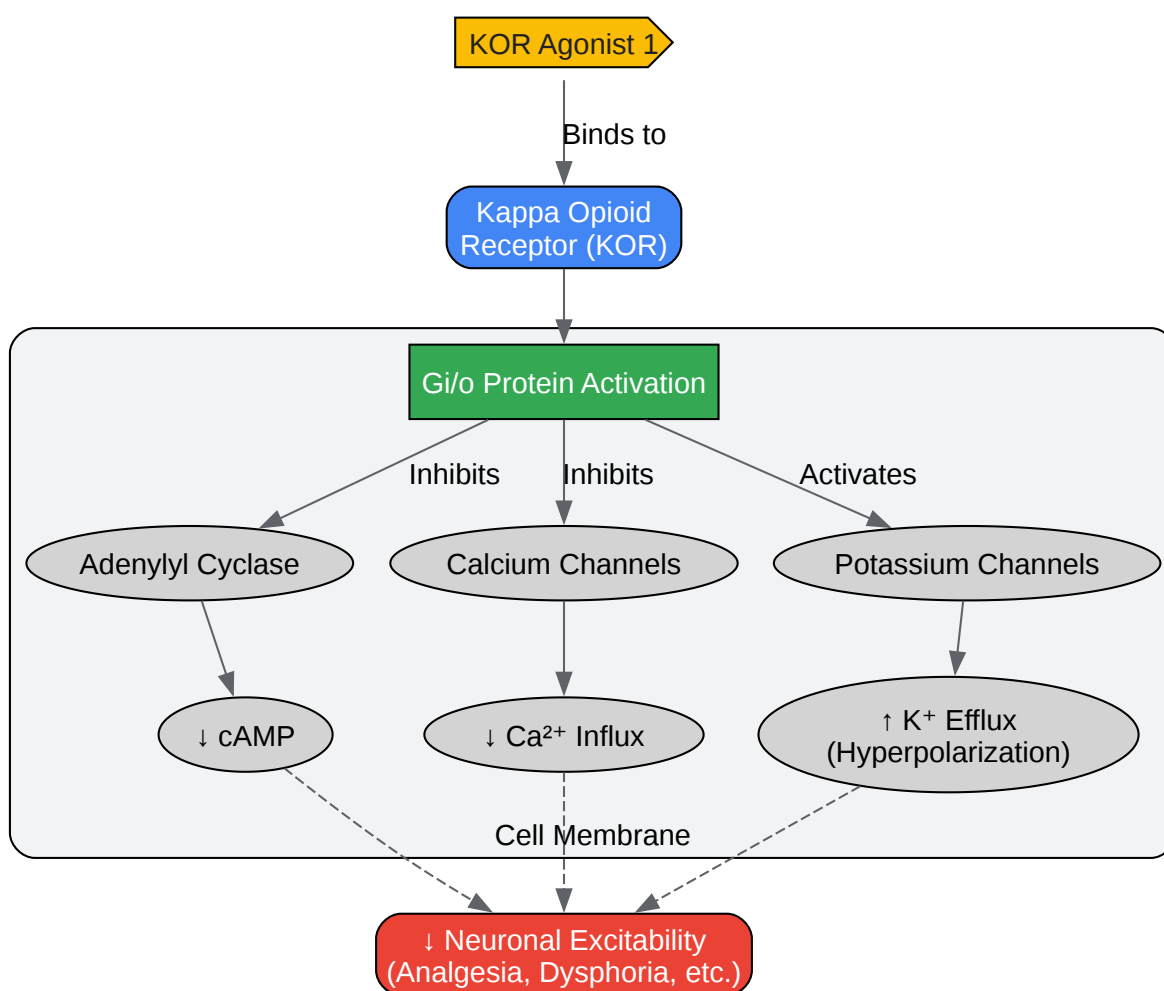 KOR Agonist 1
Binds to
Kappa Opioid
Receptor (KOR)
Gi/o Protein Activation
Inhibits
Inhibits
Activates
Adenylyl Cyclase
Calcium Channels
Potassium Channels
↓ cAMP
↓ Ca²⁺ Influx
↑ K⁺ Efflux
(Hyperpolarization)
Cell Membrane
↓ Neuronal Excitability
(Analgesia, Dysphoria, etc.)